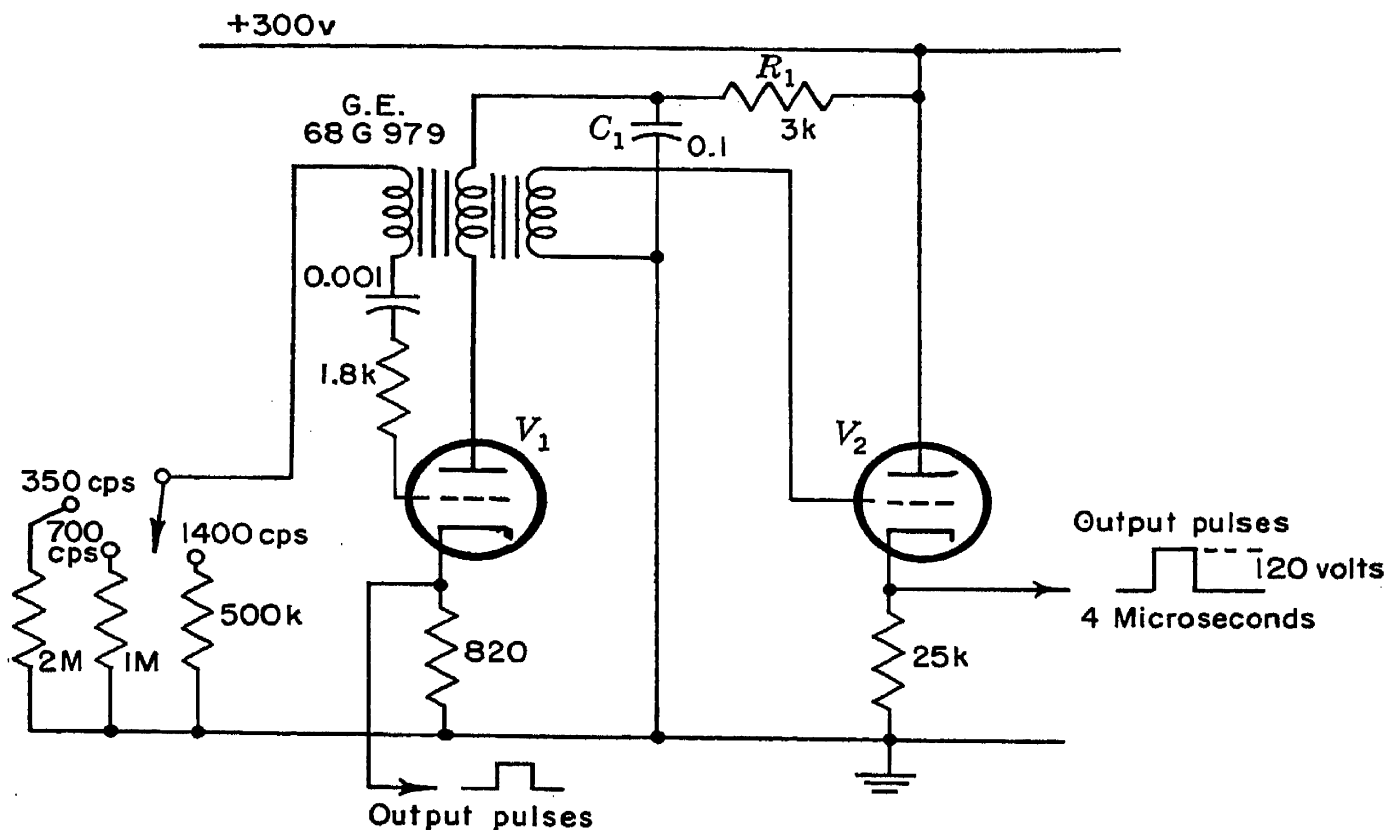 +300v
R₁
3k
G.E.
68 G 979
C₁
0.1
0.001
1.8k
V₁
V₂
350 cps
700
cps
1400 cps
2M
1M
500k
820
25k
Output pulses
120 volts
4 Microseconds
Output pulses